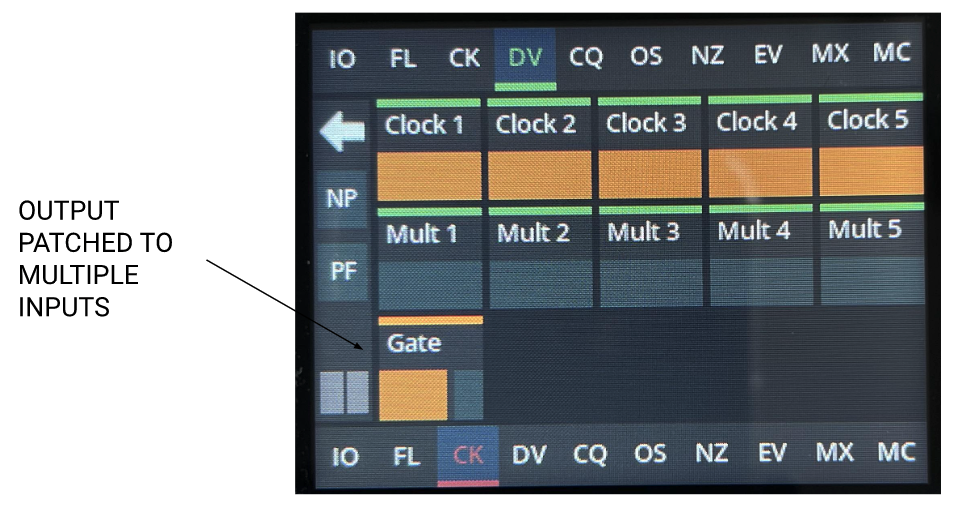 IO FL CK DV CQ OS NZ EV MX MC
Clock 1 Clock 2 Clock 3 Clock 4 Clock 5
NP
Mult 1 Mult 2 Mult 3 Mult 4 Mult 5
PF
Gate
IO FL CK DV CQ OS NZ EV MX MC
OUTPUT
PATCHED TO
MULTIPLE
INPUTS